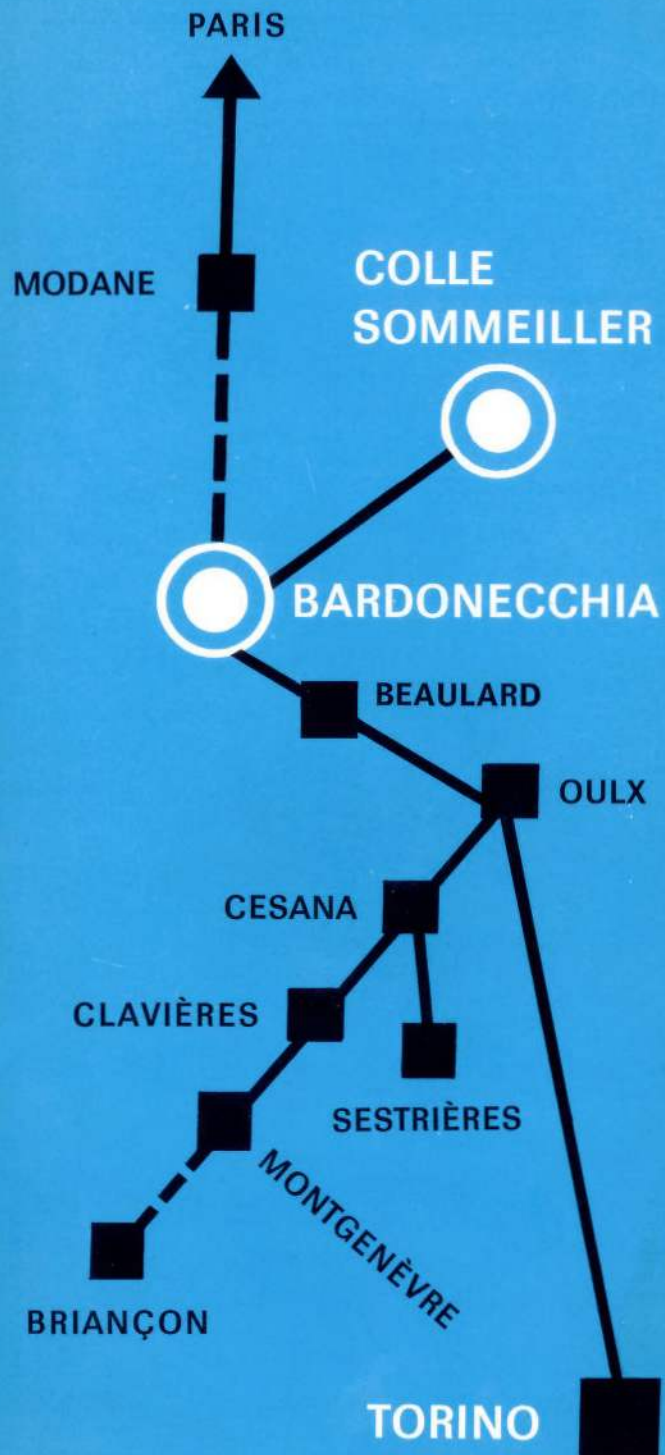 PARIS
MODANE
COLLE
SOMMEILLER
BARDONECCHIA
BEAULARD
OULX
CESANA
CLAVIÈRES
SESTRIÈRES
MONTGENÈVRE
BRIANÇON
TORINO